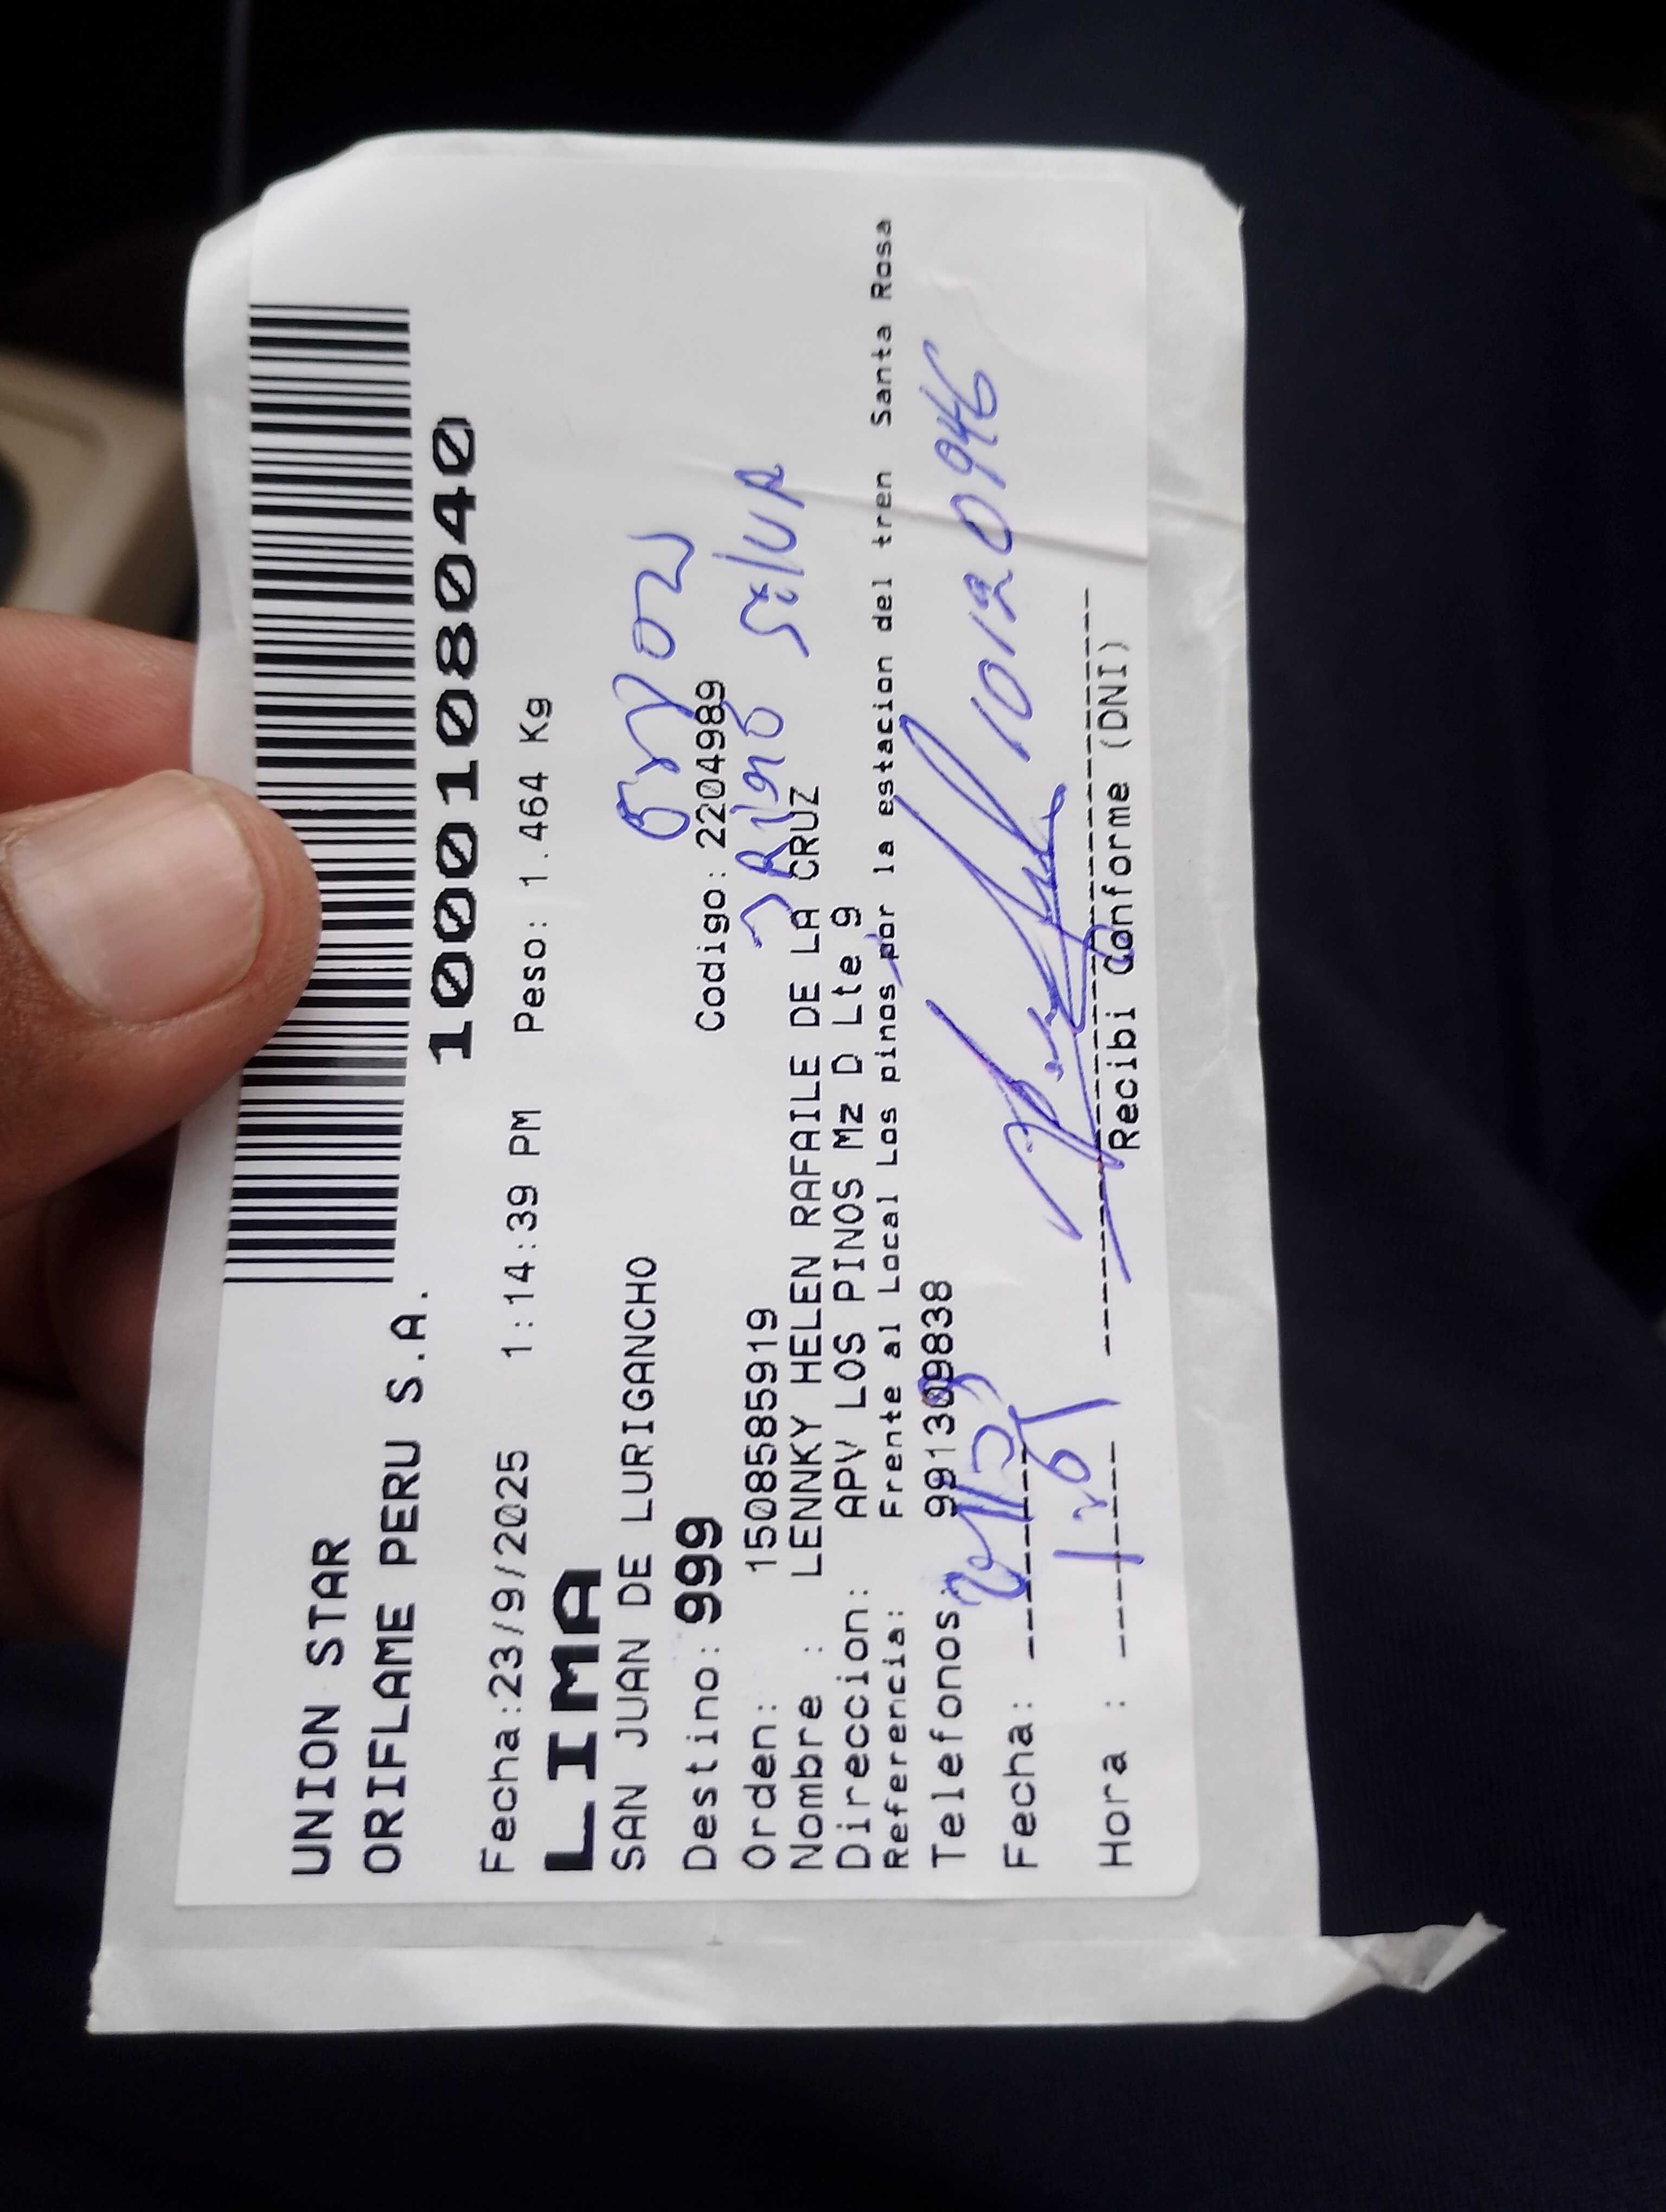 UNION STAR
ORIFLAME PERU S.A.
10001080840
Fecha:23/9/2025 1:14:39 PM Peso: 1.464 Kg
LIMA
SAN JUAN DE LURIGANCHO
Destino: 999 Codigo: 2204989
Orden: 1508585919
Silva
Nombre : LENNKY HELEN RAFAILE DE LA CRUZ
Direccion: APV LOS PINOS Mz D Lte 9
Referencia: Frente al Local Los pinos por la estacion del tren Santa Rosa
Telefonos: 991309838
10120946
Fecha:
Hora :
Recibi Conforme (DNI)